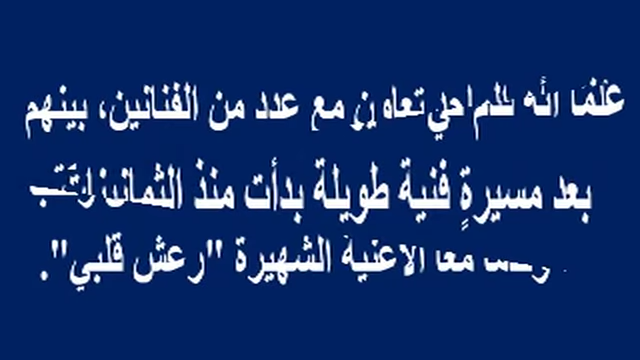 علمًا أنه للراحل تعاون مع عدد من الفنانين، بينهم
بعد مسيرةٍ فنية طويلة بدأت منذ الثمانينات
معا الاغنية الشهيرة "رعش قلبي".